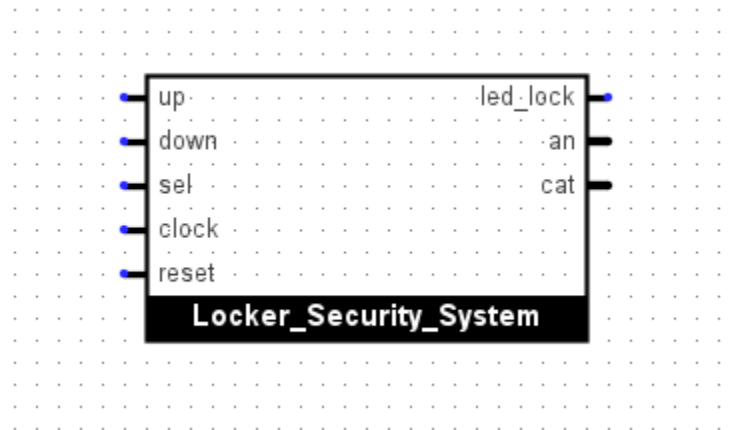 up led_lock
down an
sel cat
clock
reset
Locker_Security_System